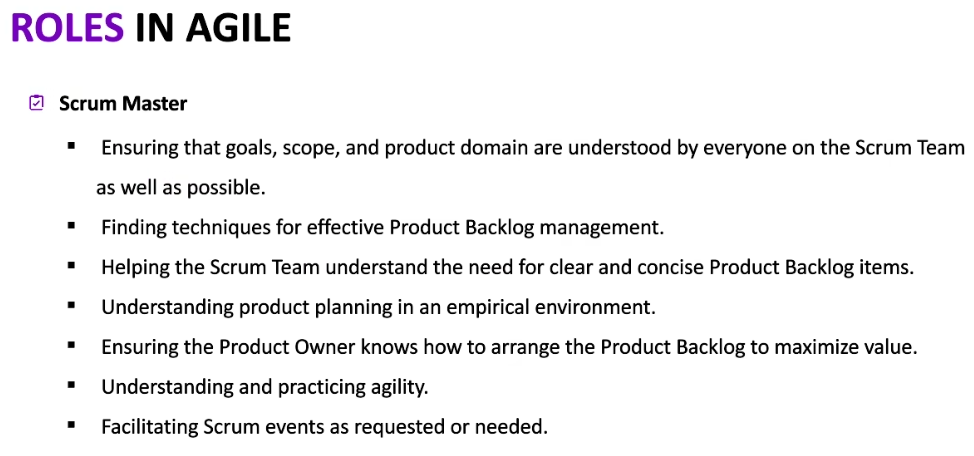 ROLES IN AGILE
Scrum Master
▪ Ensuring that goals, scope, and product domain are understood by everyone on the Scrum Team
as well as possible.
▪ Finding techniques for effective Product Backlog management.
▪ Helping the Scrum Team understand the need for clear and concise Product Backlog items.
▪ Understanding product planning in an empirical environment.
▪ Ensuring the Product Owner knows how to arrange the Product Backlog to maximize value.
▪ Understanding and practicing agility.
▪ Facilitating Scrum events as requested or needed.